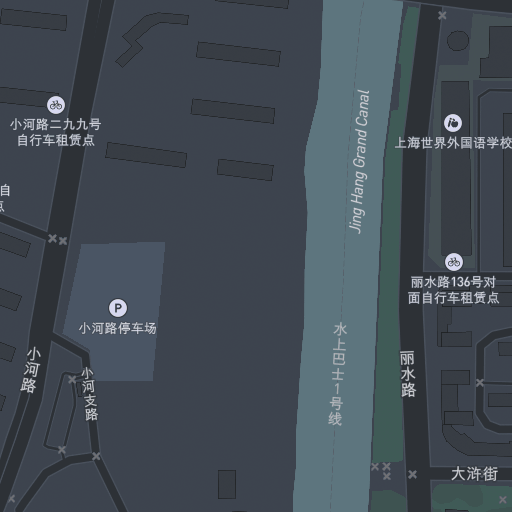 小河路二九九号
自行车租赁点
Jing Hang Grand Canal
上海世界外国语学校
自
点
丽水路136号对
面自行车租赁点
P
小河路停车场
水上巴士1号线
小河路
丽水路
小河支路
大浒街